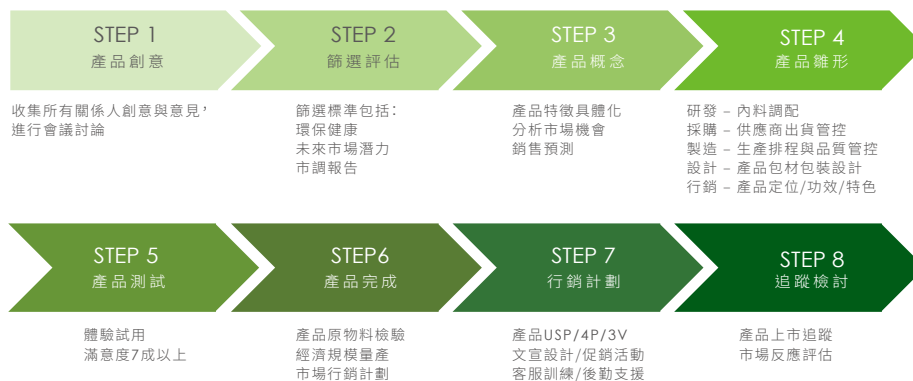 STEP 1
產品創意
收集所有關係人創意與意見，
進行會議討論
STEP 2
篩選評估
篩選標準包括：
環保健康
未來市場潛力
市調報告
STEP 3
產品概念
產品特徵具體化
分析市場機會
銷售預測
STEP 4
產品雛形
研發 – 內料調配
採購 – 供應商出貨管控
製造 – 生產排程與品質管控
設計 – 產品包材包裝設計
行銷 – 產品定位/功效/特色
STEP 5
產品測試
體驗試用
滿意度7成以上
STEP6
產品完成
產品原物料檢驗
經濟規模量產
市場行銷計劃
STEP 7
行銷計劃
產品USP/4P/3V
文宣設計/促銷活動
客服訓練/後勤支援
STEP 8
追蹤檢討
產品上市追蹤
市場反應評估